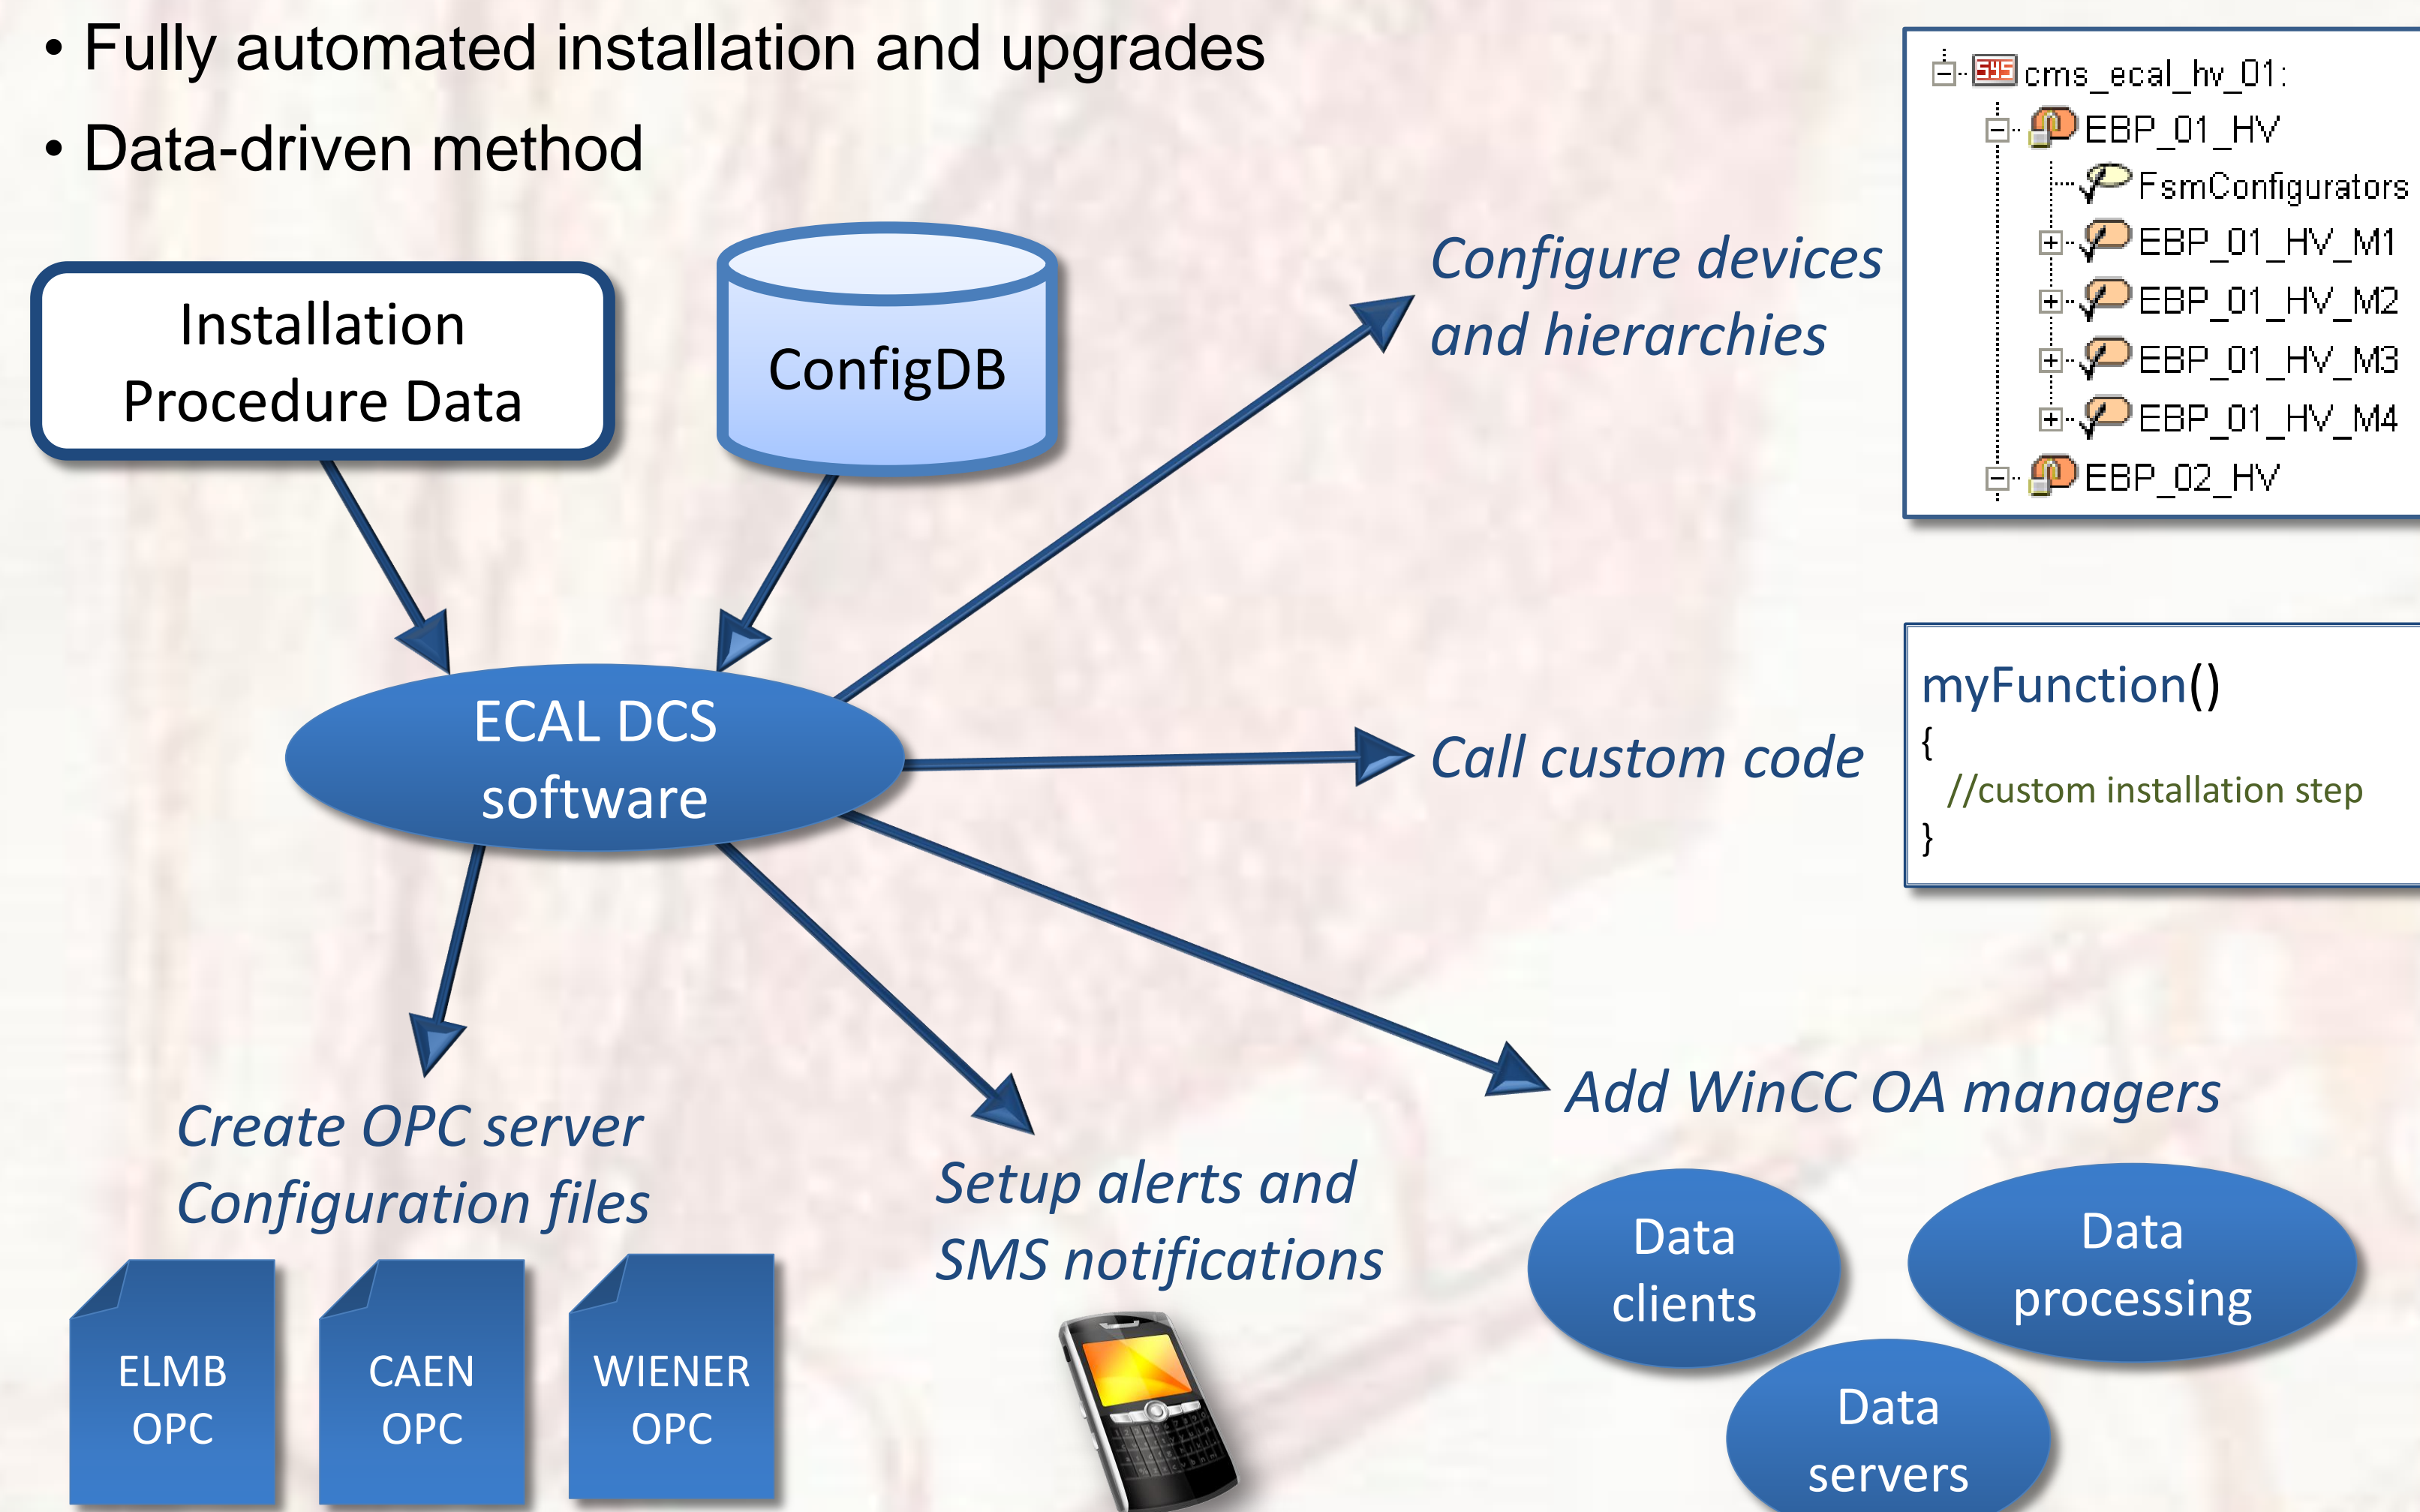 • Fully automated installation and upgrades
• Data-driven method
Installation
Procedure Data
ConfigDB
Configure devices
and hierarchies
cms_ecal_hv_01:
EBP_01_HV
FsmConfigurators
EBP_01_HV_M1
EBP_01_HV_M2
EBP_01_HV_M3
EBP_01_HV_M4
EBP_02_HV
ECAL DCS
software
Call custom code
myFunction()
{
//custom installation step
}
Create OPC server
Configuration files
ELMB
OPC
CAEN
OPC
WIENER
OPC
Setup alerts and
SMS notifications
Add WinCC OA managers
Data
clients
Data
processing
Data
servers